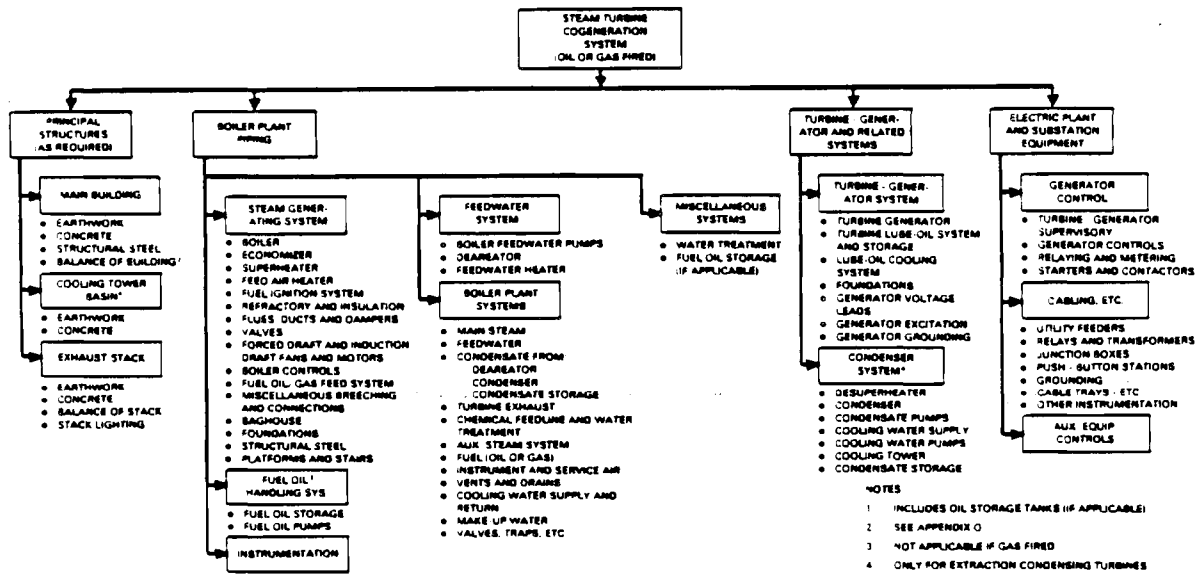 STEAM TURBINE
COGENERATION
SYSTEM
(OIL OR GAS FIRED)
PRINCIPAL
STRUCTURES
(AS REQUIRED)
MAIN BUILDING
• EARTHWORK
• CONCRETE
• STRUCTURAL STEEL
• BALANCE OF BUILDING
COOLING TOWER
BASIN
• EARTHWORK
• CONCRETE
EXHAUST STACK
• EARTHWORK
• CONCRETE
• BALANCE OF STACK
• STACK LIGHTING
BOILER PLANT
PIPING
STEAM GENER-
ATING SYSTEM
• BOILER
• ECONOMIZER
• SUPERHEATER
• FEED AIR HEATER
• FUEL IGNITION SYSTEM
• REFRACTORY AND INSULATION
• FLUES, DUCTS AND DAMPERS
• VALVES
• FORCED DRAFT AND INDUCTION
DRAFT FANS AND MOTORS
• BOILER CONTROLS
• FUEL OIL, GAS FEED SYSTEM
• MISCELLANEOUS BREECHING
AND CONNECTIONS
• BAGHOUSE
• FOUNDATIONS
• STRUCTURAL STEEL
• PLATFORMS AND STAIRS
FUEL OIL
HANDLING SYS
• FUEL OIL STORAGE
• FUEL OIL PUMPS
INSTRUMENTATION
FEEDWATER
SYSTEM
• BOILER FEEDWATER PUMPS
• DEAREATOR
• FEEDWATER HEATER
BOILER PLANT
SYSTEMS
• MAIN STEAM
• FEEDWATER
• CONDENSATE FROM
DEAREATOR
CONDENSER
CONDENSATE STORAGE
• TURBINE EXHAUST
• CHEMICAL FEEDLINE AND WATER
TREATMENT
• AUX. STEAM SYSTEM
• FUEL (OIL OR GAS)
• INSTRUMENT AND SERVICE AIR
• VENTS AND DRAINS
• COOLING WATER SUPPLY AND
RETURN
• MAKE-UP WATER
• VALVES, TRAPS, ETC
MISCELLANEOUS
SYSTEMS
• WATER TREATMENT
• FUEL OIL STORAGE
(IF APPLICABLE)
TURBINE - GENER-
ATOR AND RELATED
SYSTEMS
TURBINE - GENER-
ATOR SYSTEM
• TURBINE GENERATOR
• TURBINE LUBE-OIL SYSTEM
AND STORAGE
• LUBE-OIL COOLING
SYSTEM
• FOUNDATIONS
• GENERATOR VOLTAGE
LEADS
• GENERATOR EXCITATION
• GENERATOR GROUNDING
CONDENSER
SYSTEM
• DESUPERHEATER
• CONDENSER
• CONDENSATE PUMPS
• COOLING WATER SUPPLY
• COOLING WATER PUMPS
• COOLING TOWER
• CONDENSATE STORAGE
ELECTRIC PLANT
AND SUBSTATION
EQUIPMENT
GENERATOR
CONTROL
• TURBINE - GENERATOR
SUPERVISORY
• GENERATOR CONTROLS
• RELAYING AND METERING
• STARTERS AND CONTACTORS
CABLING, ETC.
• UTILITY FEEDERS
• RELAYS AND TRANSFORMERS
• JUNCTION BOXES
• PUSH - BUTTON STATIONS
• GROUNDING
• CABLE TRAYS - ETC
• OTHER INSTRUMENTATION
AUX. EQUIP
CONTROLS
NOTES
1 INCLUDES OIL STORAGE TANKS (IF APPLICABLE)
2 SEE APPENDIX
3 NOT APPLICABLE IF GAS FIRED
4 ONLY FOR EXTRACTION CONDENSING TURBINES